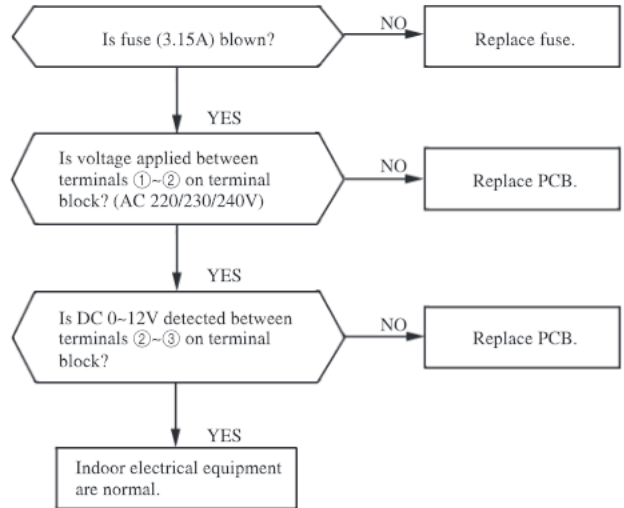 Is fuse (3.15A) blown?
NO
Replace fuse.
YES
Is voltage applied between
terminals ①~② on terminal
block? (AC 220/230/240V)
NO
Replace PCB.
YES
Is DC 0~12V detected between
terminals ②~③ on terminal
block?
NO
Replace PCB.
YES
Indoor electrical equipment
are normal.